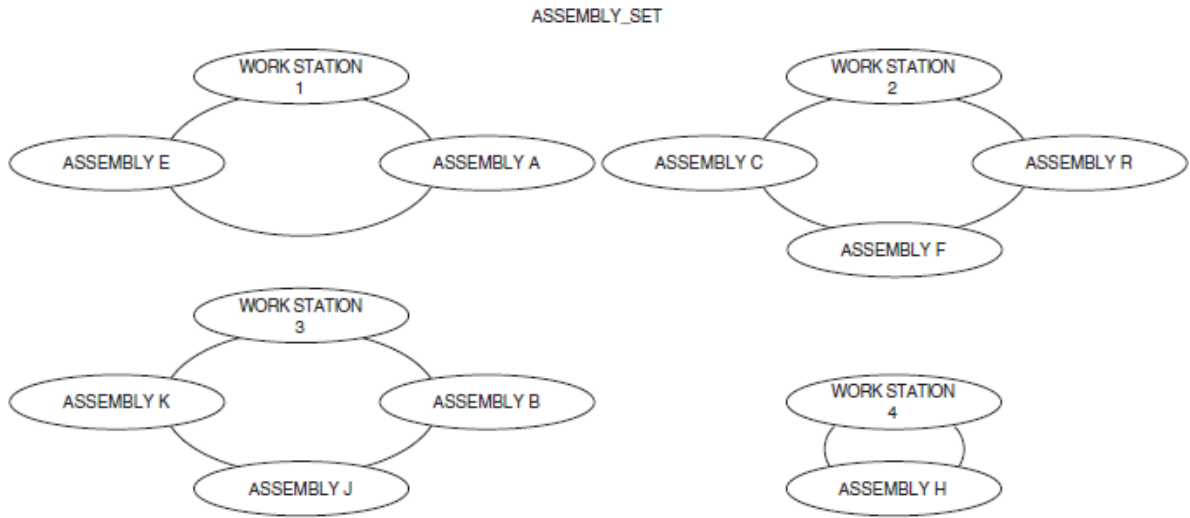 ASSEMBLY_SET
WORK STATION
1
WORK STATION
2
ASSEMBLY E
ASSEMBLY A
ASSEMBLY C
ASSEMBLY R
ASSEMBLY F
WORK STATION
3
ASSEMBLY K
ASSEMBLY B
WORK STATION
4
ASSEMBLY J
ASSEMBLY H